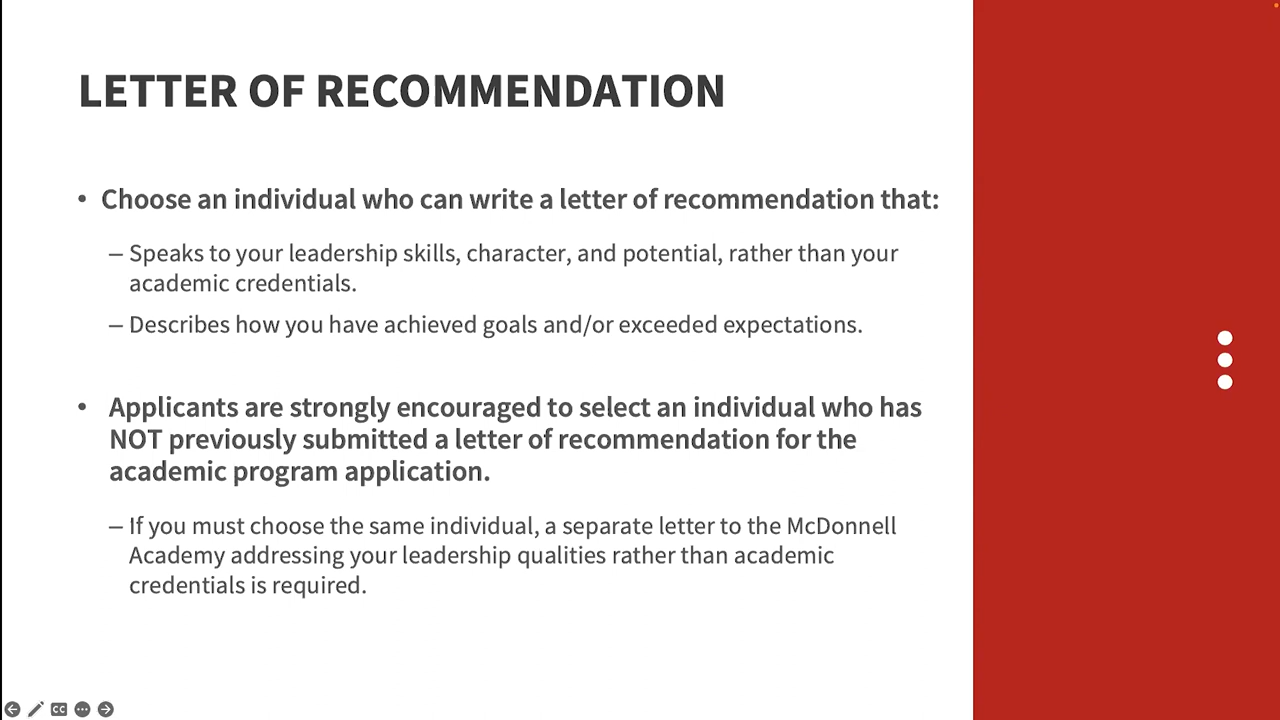 LETTER OF RECOMMENDATION
• Choose an individual who can write a letter of recommendation that:
– Speaks to your leadership skills, character, and potential, rather than your
academic credentials.
– Describes how you have achieved goals and/or exceeded expectations.
• Applicants are strongly encouraged to select an individual who has
NOT previously submitted a letter of recommendation for the
academic program application.
– If you must choose the same individual, a separate letter to the McDonnell
Academy addressing your leadership qualities rather than academic
credentials is required.
CC